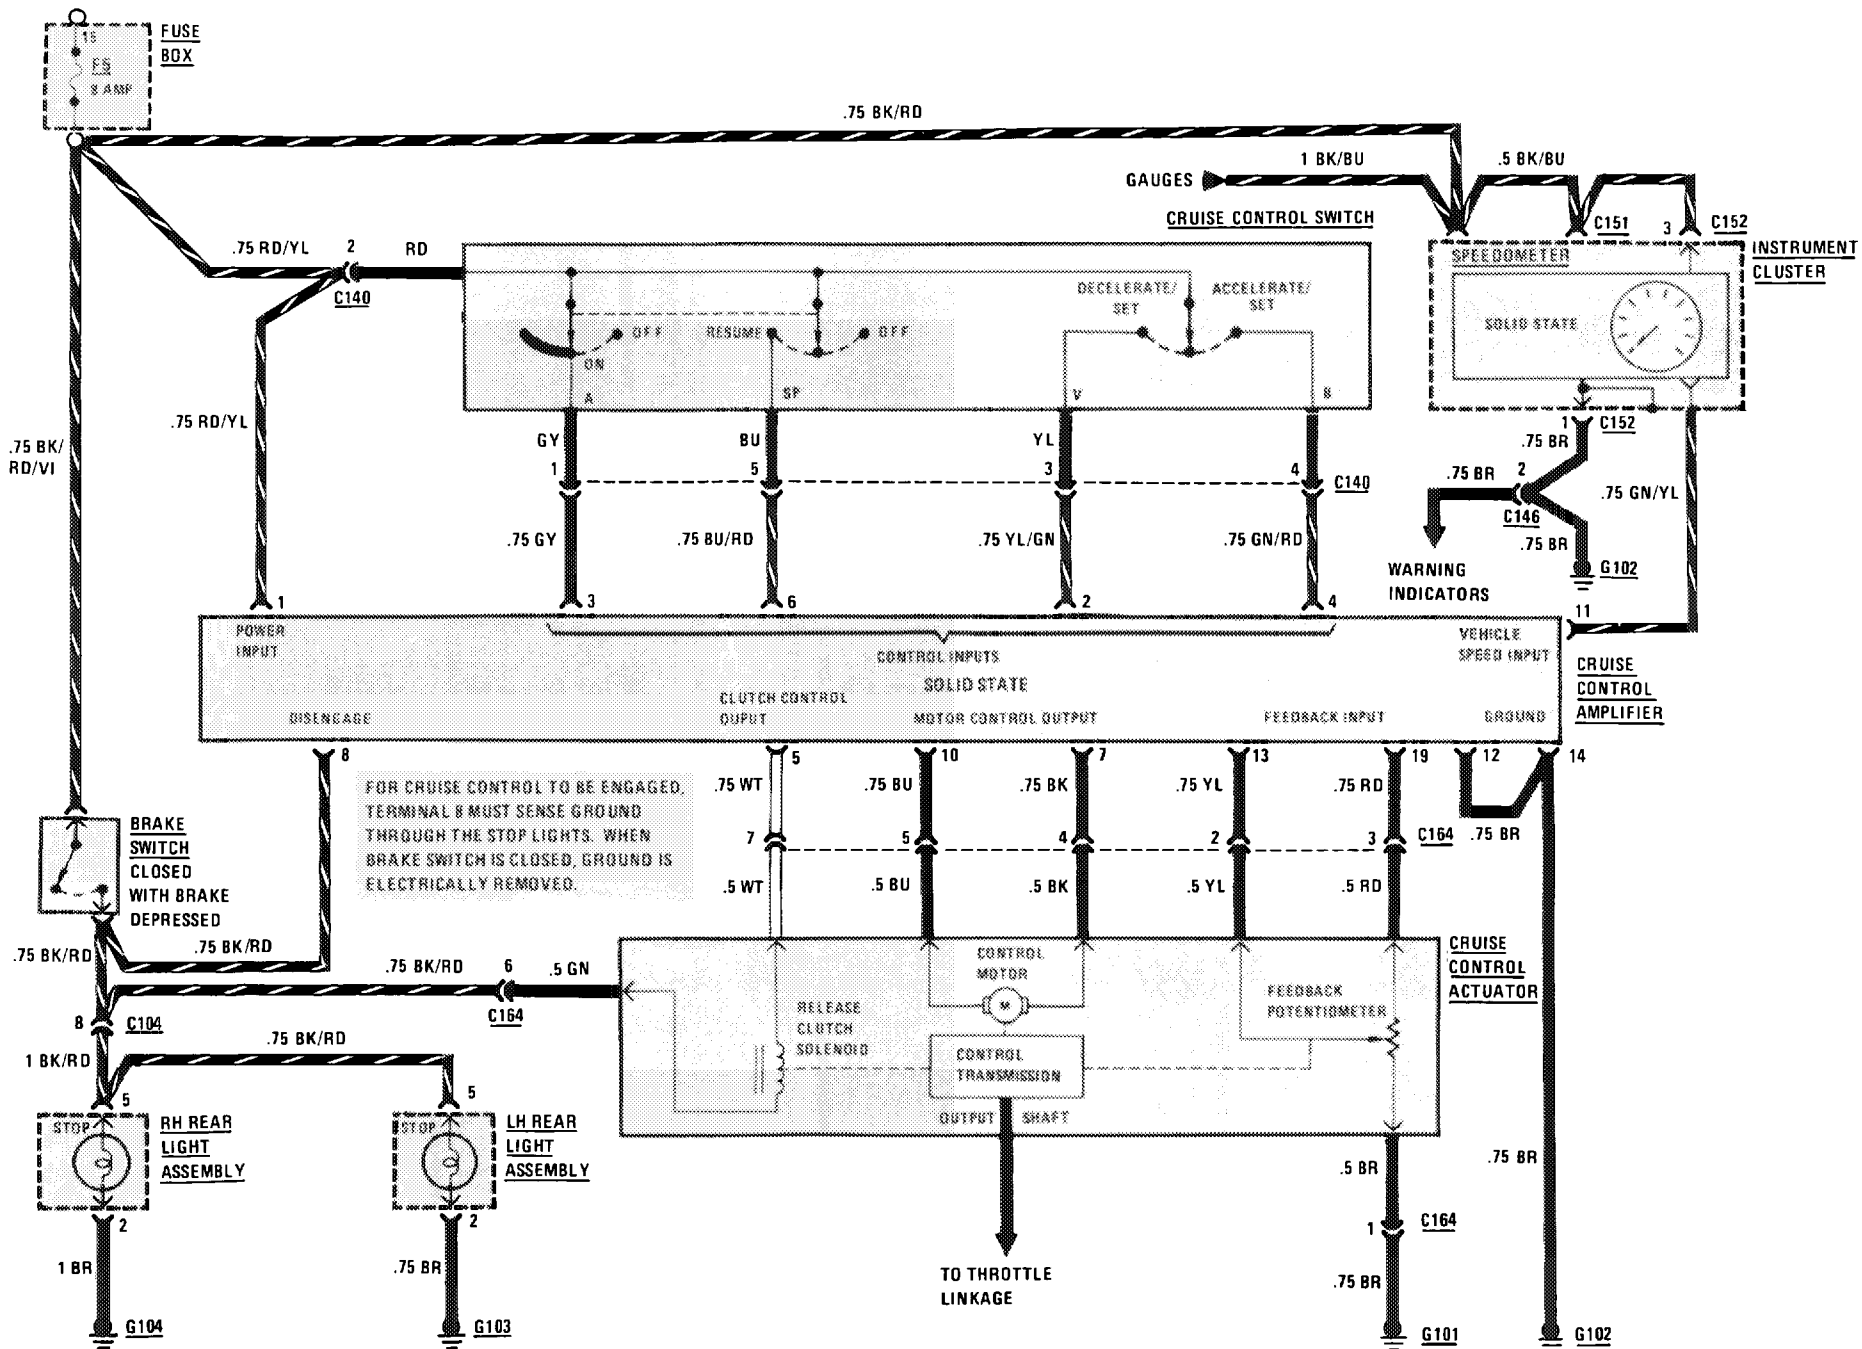 15
F5
8 AMP
FUSE
BOX
.75 BK/RD
1 BK/BU
.5 BK/BU
GAUGES
CRUISE CONTROL SWITCH
C151
3
C152
.75 RD/YL
2
RD
C140
SPEEDOMETER
INSTRUMENT
CLUSTER
DECELERATE/
SET
ACCELERATE/
SET
OFF
RESUME
OFF
ON
SOLID STATE
A
SP
V
B
.75 RD/YL
.75 BK/
RD/VI
GY
BU
YL
1
5
3
4
C140
1
C152
.75 BR
.75 BR
2
C146
.75 GN/YL
.75 BR
G102
WARNING
INDICATORS
.75 GY
.75 BU/RD
.75 YL/GN
.75 GN/RD
1
3
6
2
4
11
POWER
INPUT
CONTROL INPUTS
SOLID STATE
VEHICLE
SPEED INPUT
CRUISE
CONTROL
AMPLIFIER
DISENGAGE
CLUTCH CONTROL
OUPUT
MOTOR CONTROL OUTPUT
FEEDBACK INPUT
GROUND
8
5
10
7
13
19
12
14
FOR CRUISE CONTROL TO BE ENGAGED,
TERMINAL 8 MUST SENSE GROUND
THROUGH THE STOP LIGHTS. WHEN
BRAKE SWITCH IS CLOSED, GROUND IS
ELECTRICALLY REMOVED.
.75 WT
.75 BU
.75 BK
.75 YL
.75 RD
7
5
4
2
3
C164
.75 BR
.5 WT
.5 BU
.5 BK
.5 YL
.5 RD
BRAKE
SWITCH
CLOSED
WITH BRAKE
DEPRESSED
.75 BK/RD
.75 BK/RD
.75 BK/RD
6
.5 GN
C164
8
C104
1 BK/RD
.75 BK/RD
CONTROL
MOTOR
M
RELEASE
CLUTCH
SOLENOID
CONTROL
TRANSMISSION
FEEDBACK
POTENTIOMETER
OUTPUT SHAFT
CRUISE
CONTROL
ACTUATOR
5
STOP
RH REAR
LIGHT
ASSEMBLY
2
1 BR
G104
5
STOP
LH REAR
LIGHT
ASSEMBLY
2
.75 BR
G103
TO THROTTLE
LINKAGE
.5 BR
1
C164
.75 BR
G101
.75 BR
G102